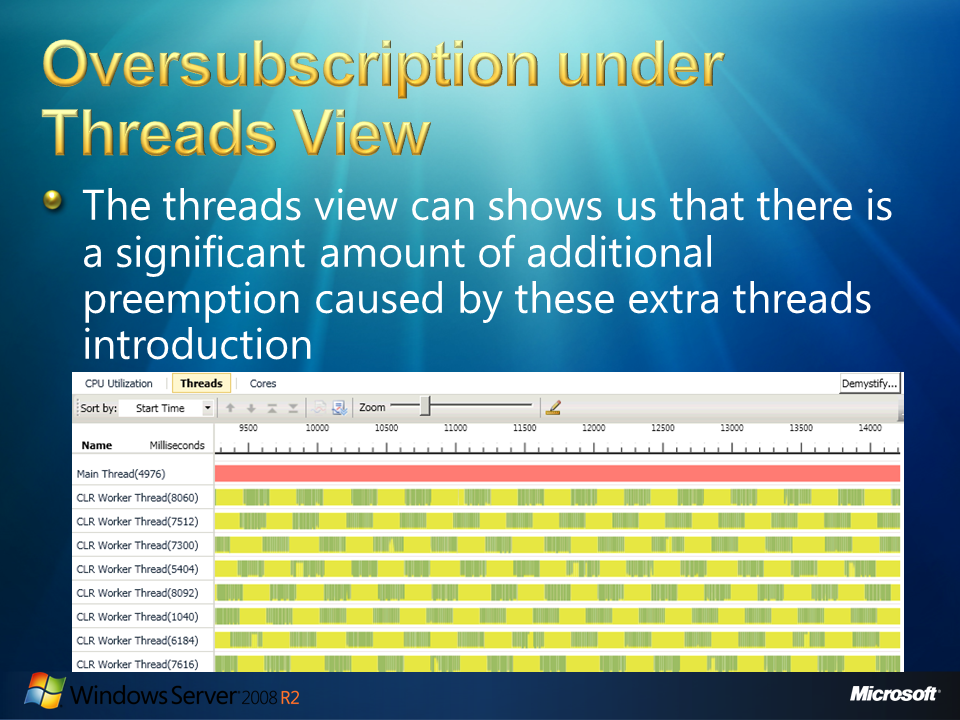 Oversubscription under
Threads View
The threads view can shows us that there is
a significant amount of additional
preemption caused by these extra threads
introduction
CPU Utilization Threads Cores Demystify...
Sort by: Start Time Zoom
9500 10000 10500 11000 11500 12000 12500 13000 13500 14000
Name Milliseconds
Main Thread(4976)
CLR Worker Thread(8060)
CLR Worker Thread(7512)
CLR Worker Thread(7300)
CLR Worker Thread(5404)
CLR Worker Thread(8092)
CLR Worker Thread(1040)
CLR Worker Thread(6184)
CLR Worker Thread(7616)
Windows Server 2008 R2 Microsoft